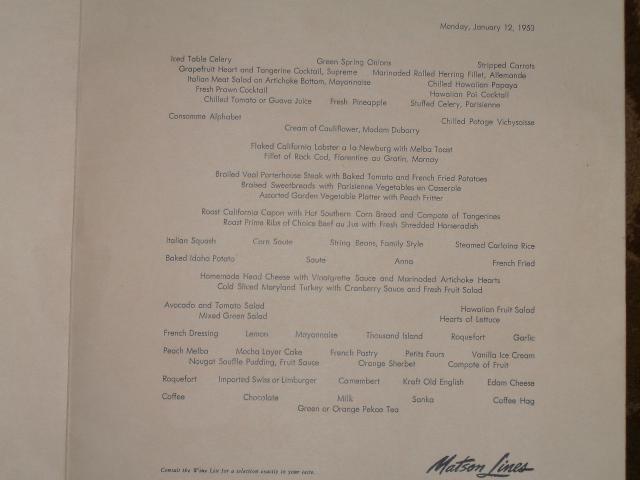 Monday, January 12, 1953
Iced Table Celery Green Spring Onions Stripped Carrots
Grapefruit Heart and Tangerine Cocktail, Supreme Marinaded Rolled Herring Fillet, Allemande
Italian Meat Salad on Artichoke Bottom, Mayonnaise Chilled Hawaiian Papaya
Fresh Prawn Cocktail Hawaiian Poi Cocktail
Chilled Tomato or Guava Juice Fresh Pineapple Stuffed Celery, Parisienne
Consomme Alphabet Chilled Potage Vichysoisse
Cream of Cauliflower, Madam Dubarry
Flaked California Lobster a la Newburg with Melba Toast
Fillet of Rock Cod, Florentine au Gratin, Mornay
Broiled Veal Porterhouse Steak with Baked Tomato and French Fried Potatoes
Braised Sweetbreads with Parisienne Vegetables en Casserole
Assorted Garden Vegetable Platter with Peach Fritter
Roast California Capon with Hot Southern Corn Bread and Compote of Tangerines
Roast Prime Ribs of Choice Beef au Jus with Fresh Shredded Horseradish
Italian Squash Corn Saute String Beans, Family Style Steamed Carloina Rice
Baked Idaho Potato Saute Anna French Fried
Homemade Head Cheese with Vinaigrette Sauce and Marinaded Artichoke Hearts
Cold Sliced Maryland Turkey with Cranberry Sauce and Fresh Fruit Salad
Avocado and Tomato Salad Hawaiian Fruit Salad
Mixed Green Salad Hearts of Lettuce
French Dressing Lemon Mayonnaise Thousand Island Roquefort Garlic
Peach Melba Mocha Layer Cake French Pastry Petits Fours Vanilla Ice Cream
Nougat Souffle Pudding, Fruit Sauce Orange Sherbet Compote of Fruit
Roquefort Imported Swiss or Limburger Camembert Kraft Old English Edam Cheese
Coffee Chocolate Milk Sanka Coffee Hag
Green or Orange Pekoe Tea
Consult the Wine List for a selection exactly to your taste.
Matson Lines